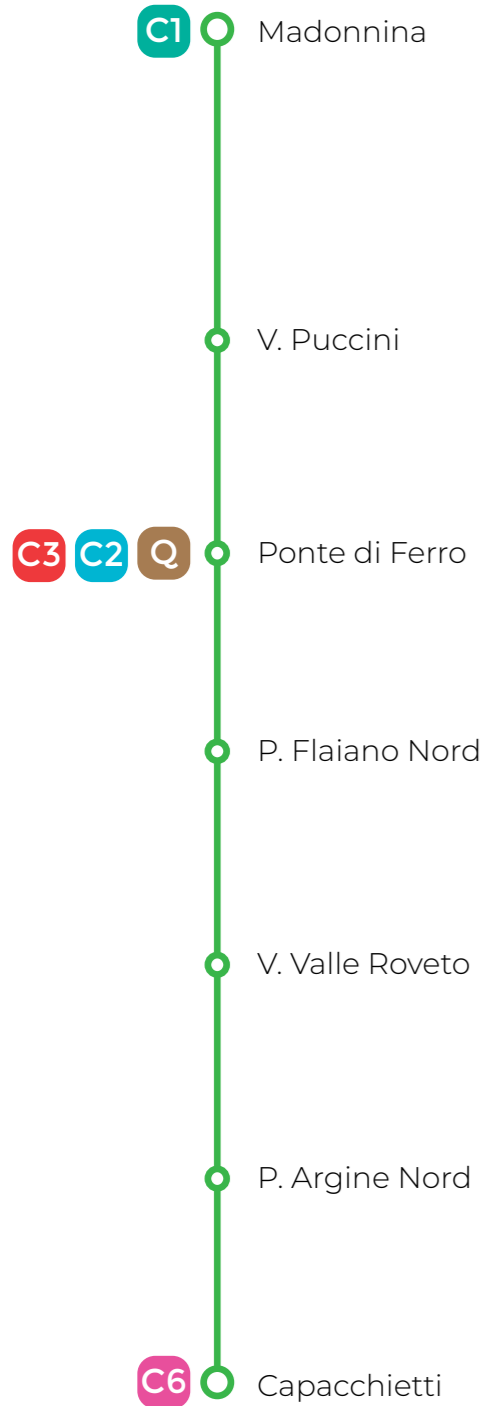 C1 Madonnina
V. Puccini
C3 C2 Q Ponte di Ferro
P. Flaiano Nord
V. Valle Roveto
P. Argine Nord
C6 Capacchietti